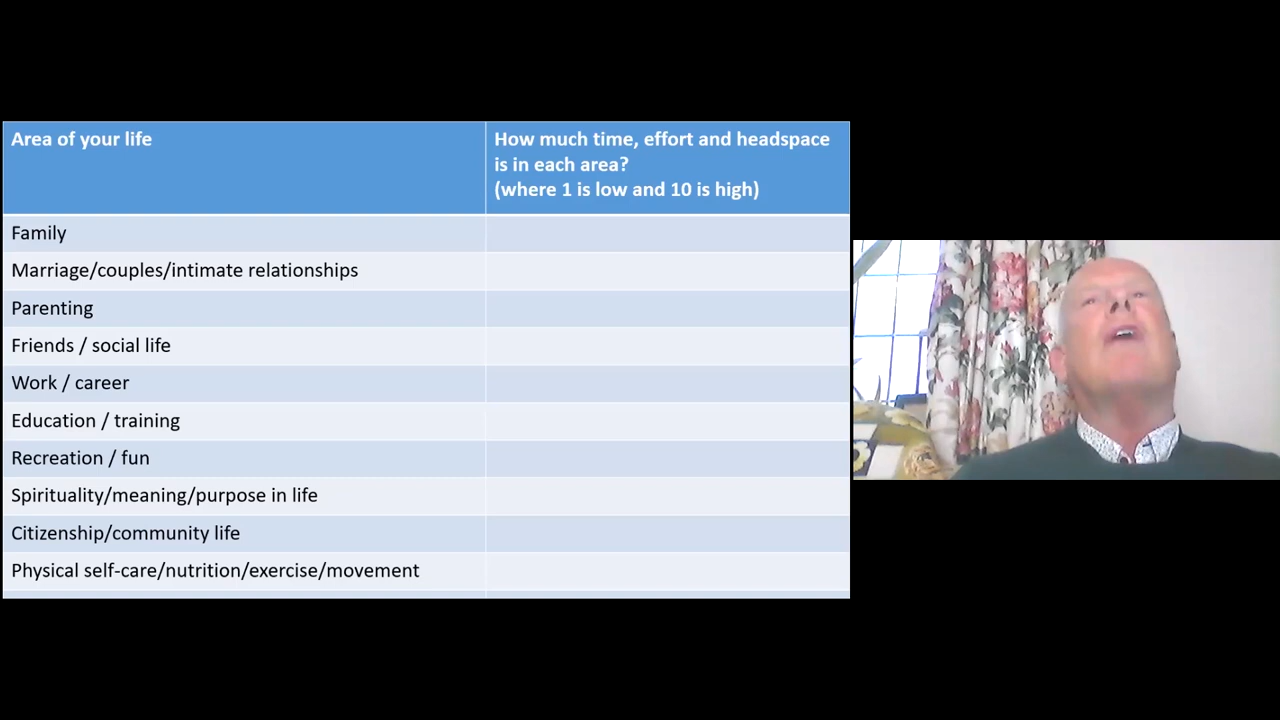 Area of your life
How much time, effort and headspace
is in each area?
(where 1 is low and 10 is high)
Family
Marriage/couples/intimate relationships
Parenting
Friends / social life
Work / career
Education / training
Recreation / fun
Spirituality/meaning/purpose in life
Citizenship/community life
Physical self-care/nutrition/exercise/movement